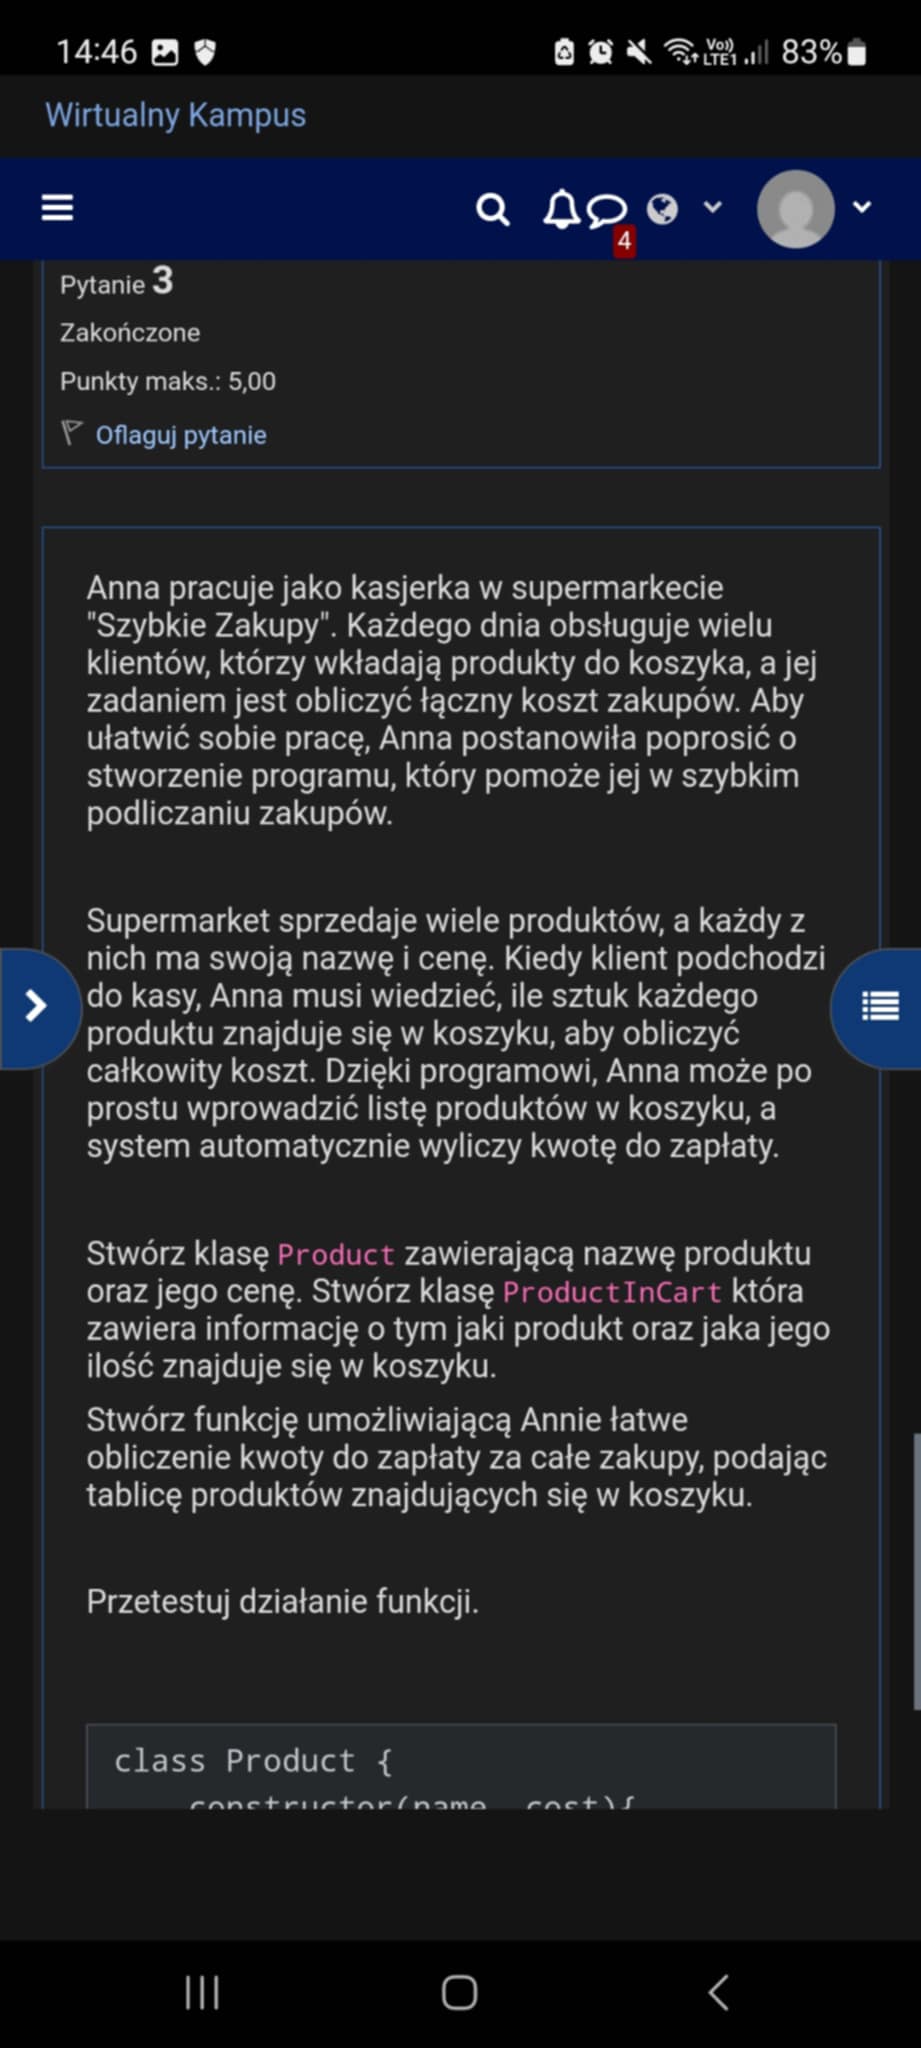 14:46
Vo))
LTE1
83%
Wirtualny Kampus
4
Pytanie 3
Zakończone
Punkty maks.: 5,00
Oflaguj pytanie
Anna pracuje jako kasjerka w supermarkecie
"Szybkie Zakupy". Każdego dnia obsługuje wielu
klientów, którzy wkładają produkty do koszyka, a jej
zadaniem jest obliczyć łączny koszt zakupów. Aby
ułatwić sobie pracę, Anna postanowiła poprosić o
stworzenie programu, który pomoże jej w szybkim
podliczaniu zakupów.
Supermarket sprzedaje wiele produktów, a każdy z
nich ma swoją nazwę i cenę. Kiedy klient podchodzi
do kasy, Anna musi wiedzieć, ile sztuk każdego
produktu znajduje się w koszyku, aby obliczyć
całkowity koszt. Dzięki programowi, Anna może po
prostu wprowadzić listę produktów w koszyku, a
system automatycznie wyliczy kwotę do zapłaty.
Stwórz klasę Product zawierającą nazwę produktu
oraz jego cenę. Stwórz klasę ProductInCart która
zawiera informację o tym jaki produkt oraz jaka jego
ilość znajduje się w koszyku.
Stwórz funkcję umożliwiającą Annie łatwe
obliczenie kwoty do zapłaty za całe zakupy, podając
tablicę produktów znajdujących się w koszyku.
Przetestuj działanie funkcji.
class Product {
constructor(name, cost){